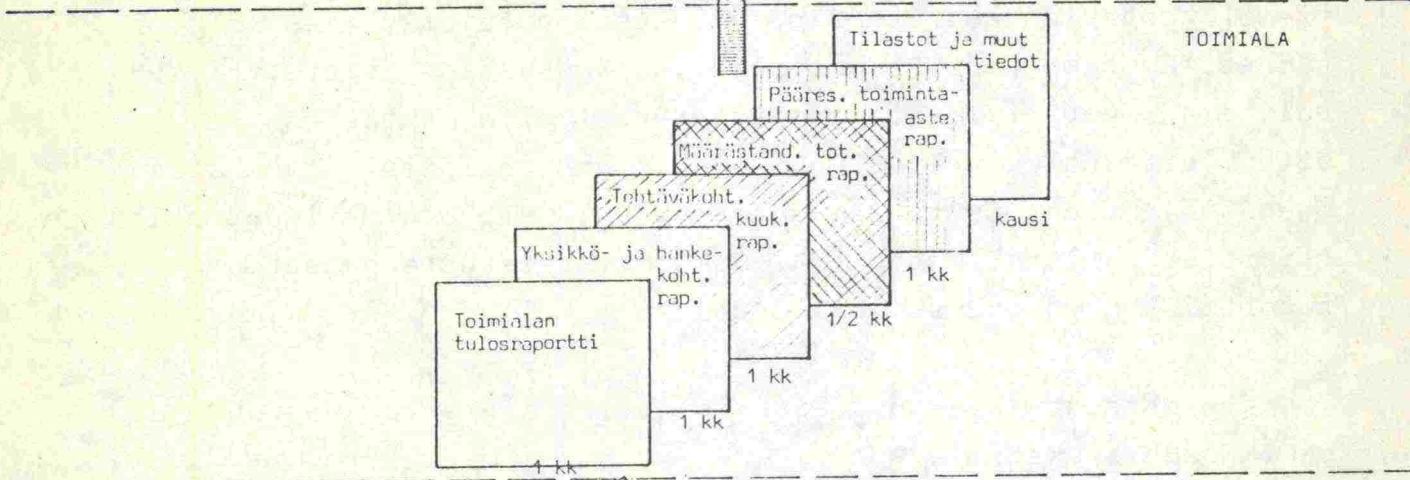 TOIMIALA
Tilastot ja muut
tiedot
kausi
Pääres. toiminta-
aste.
rap.
1 kk
Määrästand. tot.
rap.
1/2 kk
Tehtäväkoht.
kuuk.
rap.
1 kk
Yksikkö- ja hanke-
koht.
rap.
1 kk
Toimialan
tulosraportti
1 kk